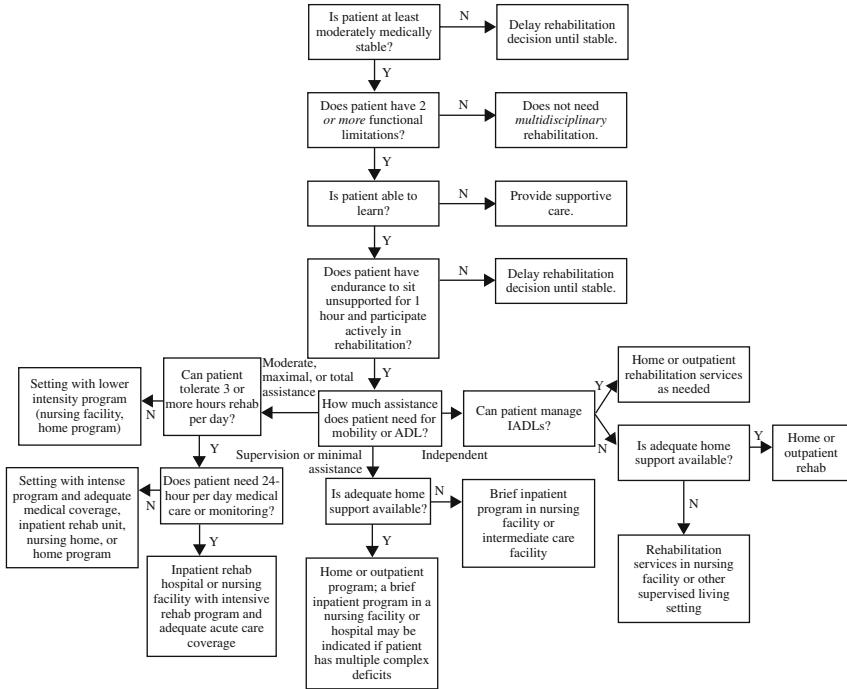 Is patient at least
moderately medically
stable?
N
Delay rehabilitation
decision until stable.
Y
Does patient have 2
or more functional
limitations?
N
Does not need
multidisciplinary
rehabilitation.
Y
Is patient able to
learn?
N
Provide supportive
care.
Y
Does patient have
endurance to sit
unsupported for 1
hour and participate
actively in
rehabilitation?
N
Delay rehabilitation
decision until stable.
Y
Moderate,
maximal, or total
assistance
Can patient
tolerate 3 or
more hours rehab
per day?
N
Setting with lower
intensity program
(nursing facility,
home program)
How much assistance
does patient need for
mobility or ADL?
Can patient manage
IADLs?
Y
Home or outpatient
rehabilitation services
as needed
N
Is adequate home
support available?
Y
Home or
outpatient
rehab
Y
Supervision or minimal
assistance
Independent
Does patient need 24-
hour per day medical
care or monitoring?
N
Setting with intense
program and adequate
medical coverage,
inpatient rehab unit,
nursing home, or
home program
Is adequate home
support available?
N
Brief inpatient
program in nursing
facility or
intermediate care
facility
N
Y
Y
Inpatient rehab
hospital or nursing
facility with intensive
rehab program and
adequate acute care
coverage
Home or outpatient
program; a brief
inpatient program in a
nursing facility or
hospital may be
indicated if patient
has multiple complex
deficits
Rehabilitation
services in nursing
facility or other
supervised living
setting